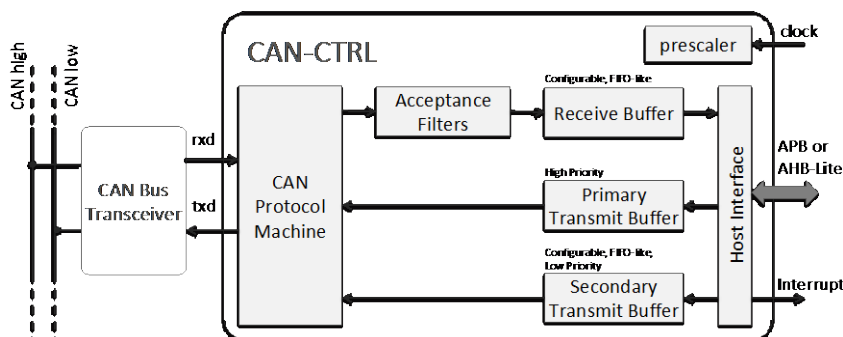 CAN high
CAN low
CAN Bus
Transceiver
rxd
txd
CAN-CTRL
prescaler
clock
CAN
Protocol
Machine
Acceptance
Filters
Configurable, FIFO-like
Receive Buffer
High Priority
Primary
Transmit Buffer
Configurable, FIFO-like,
Low Priority
Secondary
Transmit Buffer
Host Interface
APB or
AHB-Lite
Interrupt